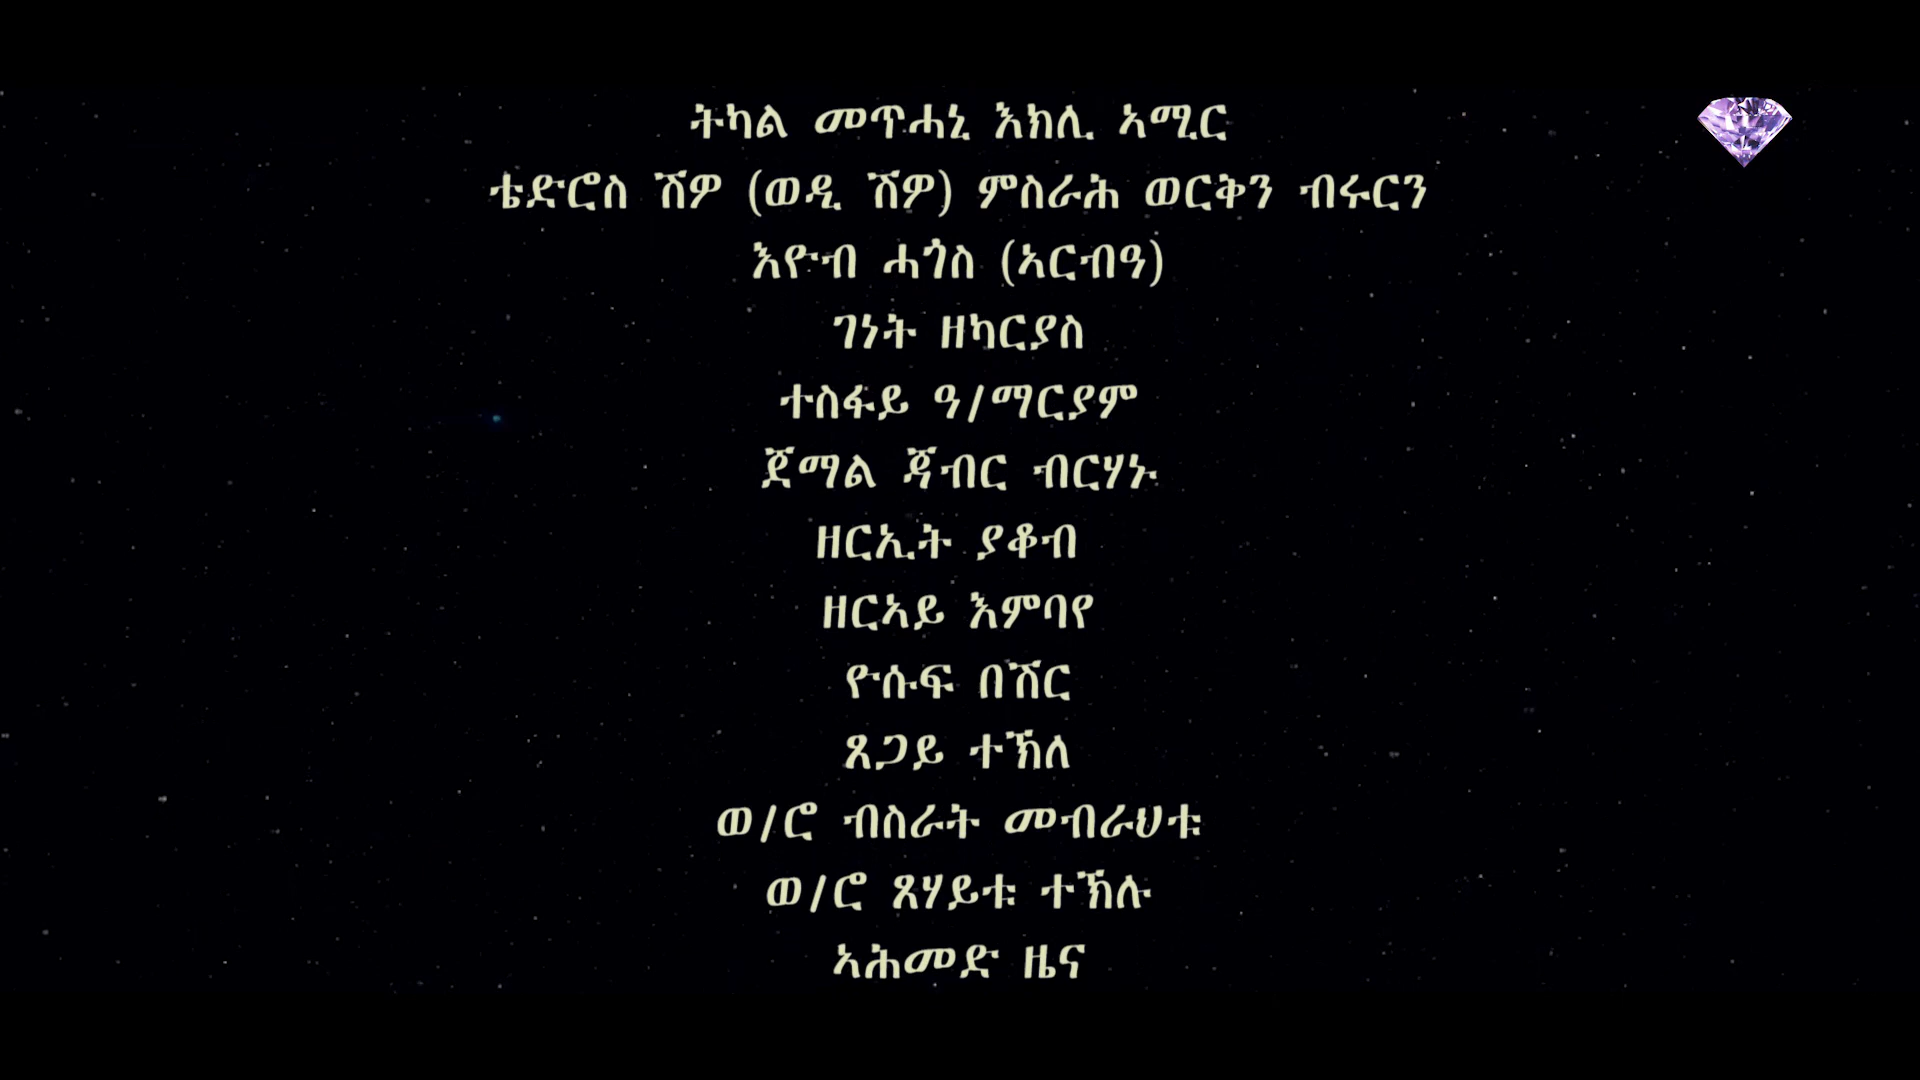 ትካል መጥሓኒ እክሊ ኣሚር
ቴድሮስ ሽዎ (ወዲ ሽዎ) ምስራሕ ወርቅን ብሩርን
እዮብ ሓጎስ (ኣርብዓ)
ገነት ዘካርያስ
ተስፋይ ዓ/ማርያም
ጀማል ጃብር ብርሃኑ
ዘርኢት ያቆብ
ዘርኣይ እምባየ
ዮሱፍ በሽር
ጸጋይ ተኽለ
ወ/ሮ ብስራት መብራህቱ
ወ/ሮ ጸሃይቱ ተኽሉ
ኣሕመድ ዜና